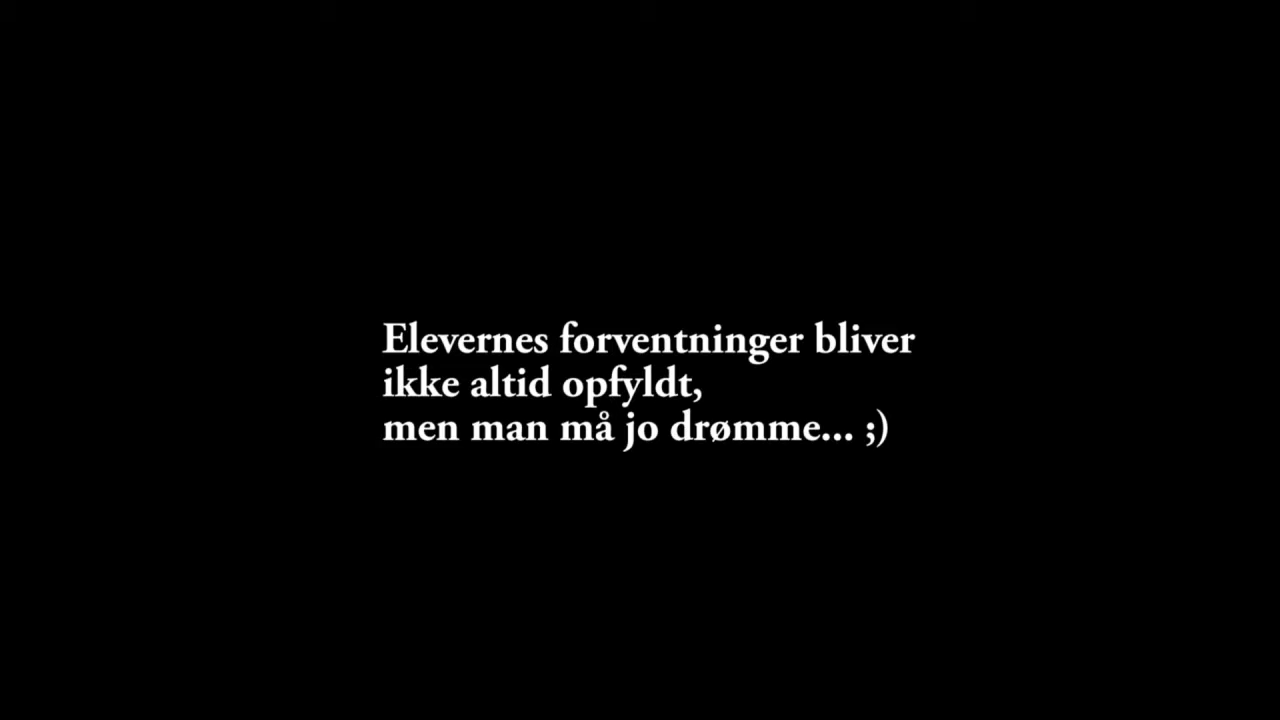 Elevernes forventninger bliver
ikke altid opfyldt,
men man må jo drømme... ;)